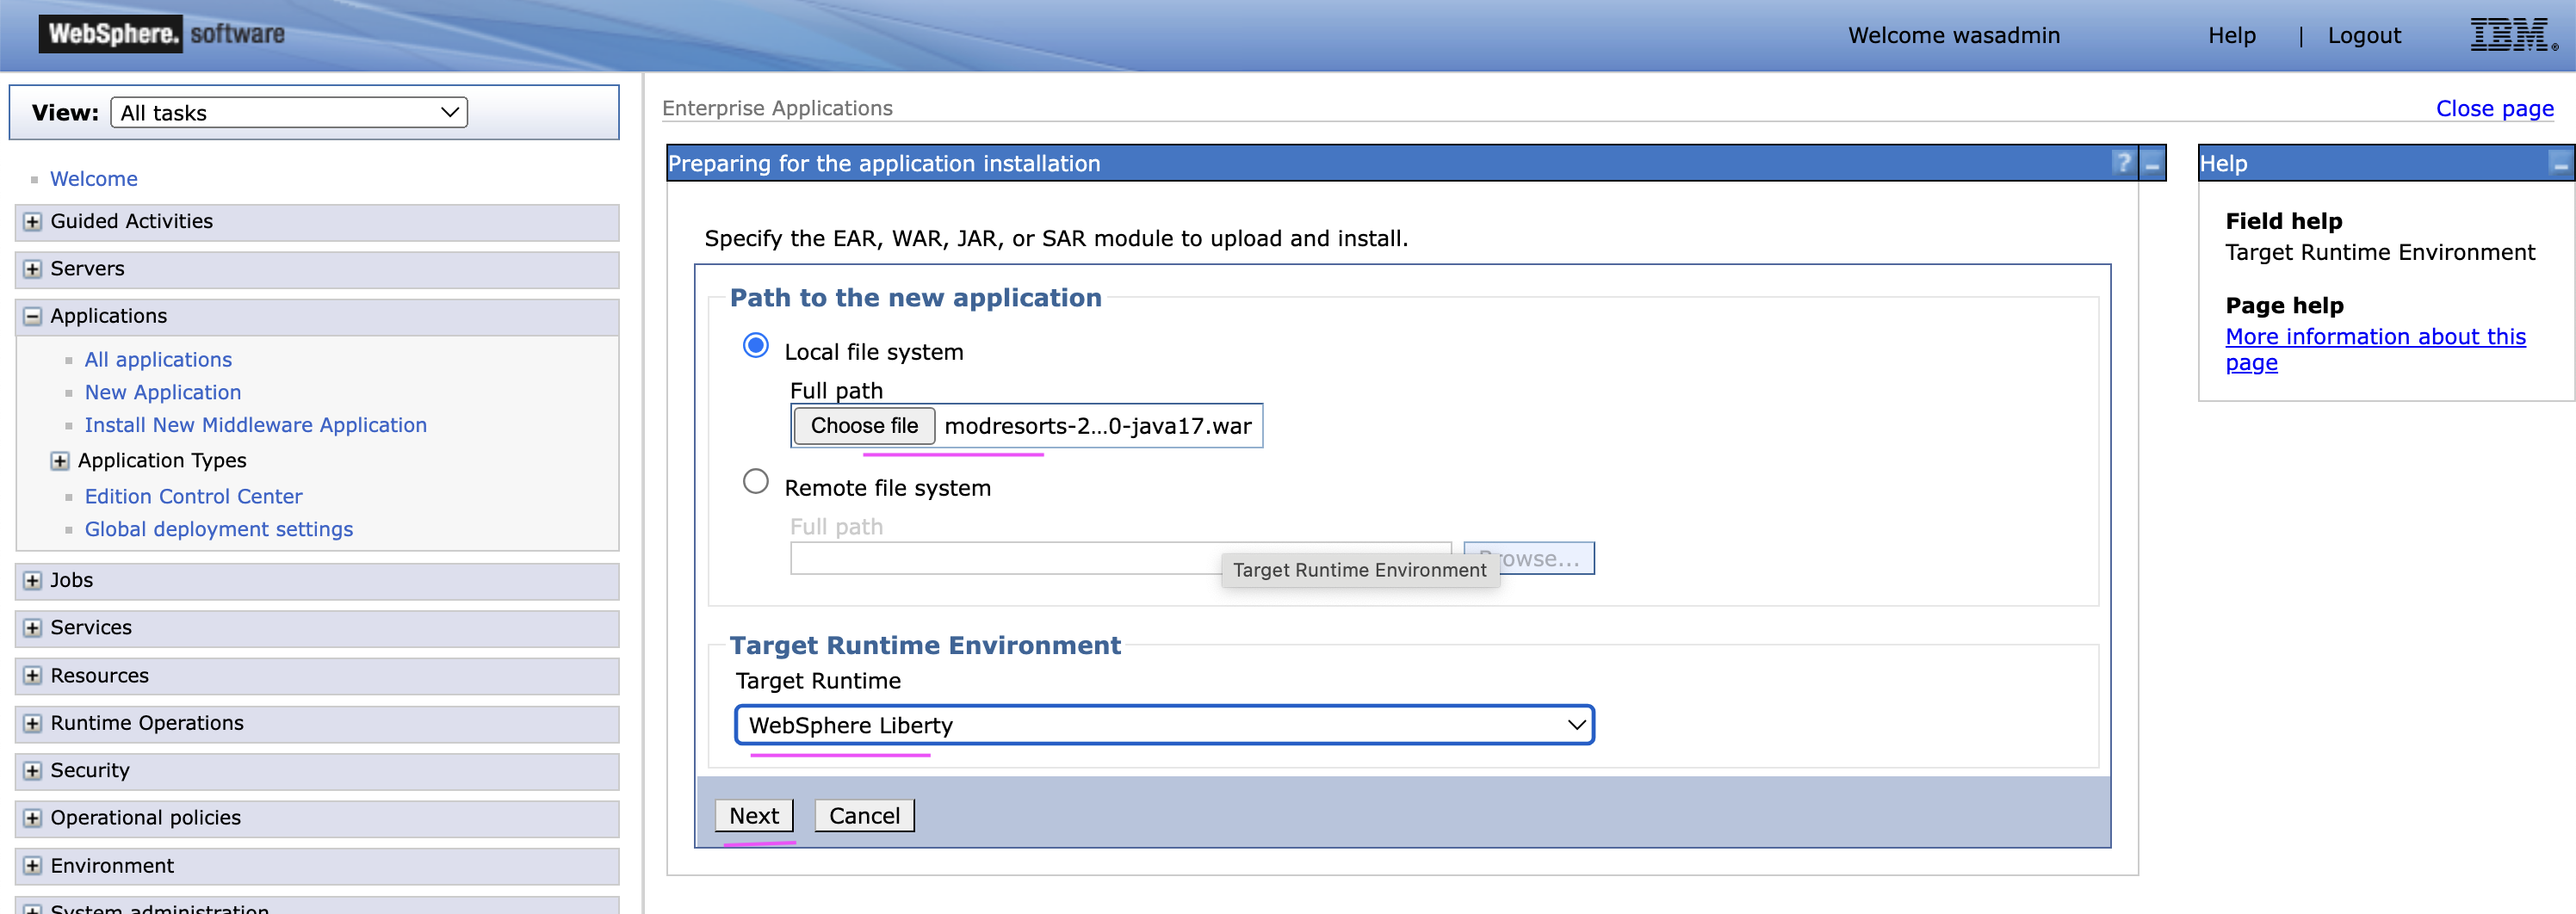 WebSphere. software
Welcome wasadmin
Help | Logout
IBM®
View: All tasks
Welcome
Guided Activities
Servers
Applications
All applications
New Application
Install New Middleware Application
Application Types
Edition Control Center
Global deployment settings
Jobs
Services
Resources
Runtime Operations
Security
Operational policies
Environment
System administration
Enterprise Applications
Close page
Preparing for the application installation
?
Specify the EAR, WAR, JAR, or SAR module to upload and install.
Path to the new application
Local file system
Full path
Choose file modresorts-2...0-java17.war
Remote file system
Full path
Target Runtime Environment
Target Runtime Environment
Target Runtime
WebSphere Liberty
Next Cancel
Help
Field help
Target Runtime Environment
Page help
More information about this
page